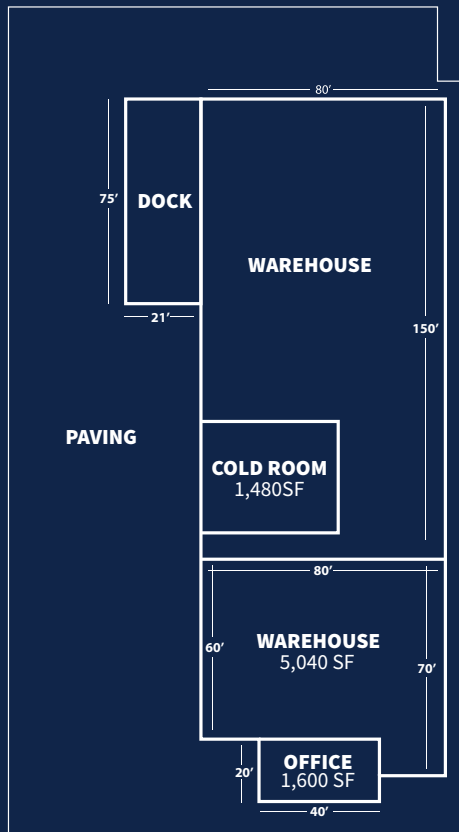 80′
75′
DOCK
WAREHOUSE
21′
150′
PAVING
COLD ROOM
1,480SF
80′
60′
WAREHOUSE
5,040 SF
70′
20′
OFFICE
1,600 SF
40′